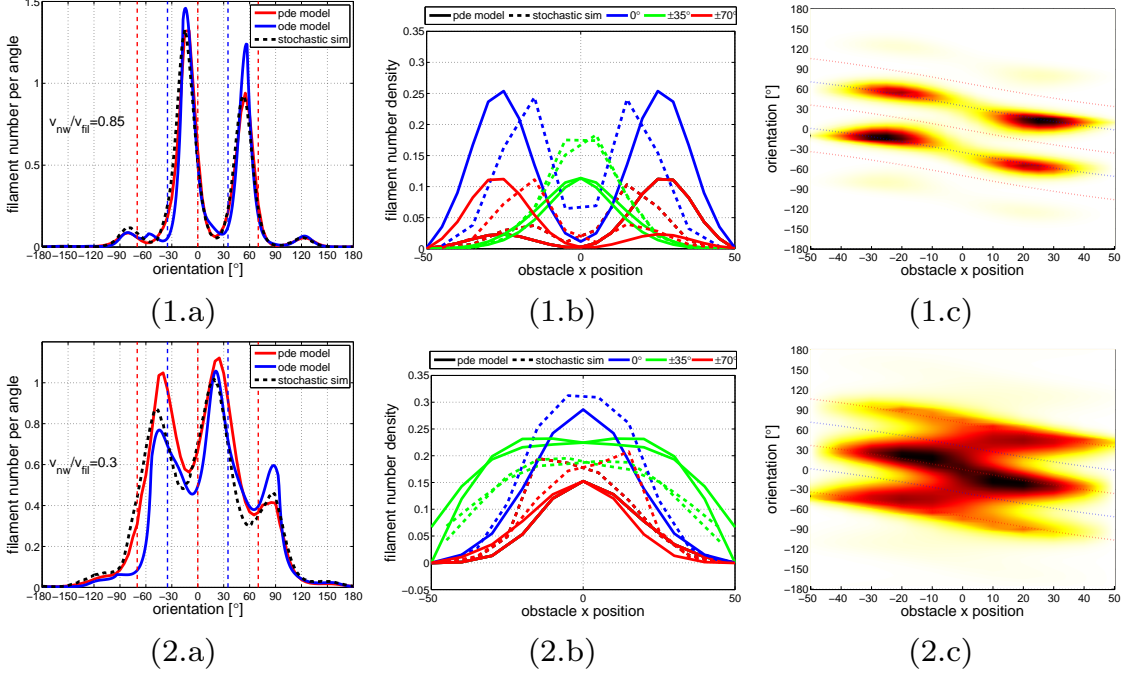 filament number per angle
1.5
1
0.5
0
pde model
ode model
stochastic sim
v_nw/v_fil=0.85
−180 −150 −120 −90 −60 −30 0 30 60 90 120 180
orientation [°]
(1.a)
pde model stochastic sim 0° ±35° ±70°
filament number density
0.35
0.3
0.25
0.2
0.15
0.1
0.05
0
−50 0 50
obstacle x position
(1.b)
orientation [°]
180
150
120
90
60
30
0
−30
−60
−90
−120
−150
−180
−50 −40 −30 −20 −10 0 10 20 30 40 50
obstacle x position
(1.c)
filament number per angle
1
0.8
0.6
0.4
0.2
0
pde model
ode model
stochastic sim
v_nw/v_fil=0.3
−180 −150 −120 −90 −60 −30 0 30 60 90 120 180
orientation [°]
(2.a)
pde model stochastic sim 0° ±35° ±70°
filament number density
0.35
0.3
0.25
0.2
0.15
0.1
0.05
0
−50 0 50
obstacle x position
(2.b)
orientation [°]
180
150
120
90
60
30
0
−30
−60
−90
−120
−150
−180
−50 −40 −30 −20 −10 0 10 20 30 40 50
obstacle x position
(2.c)